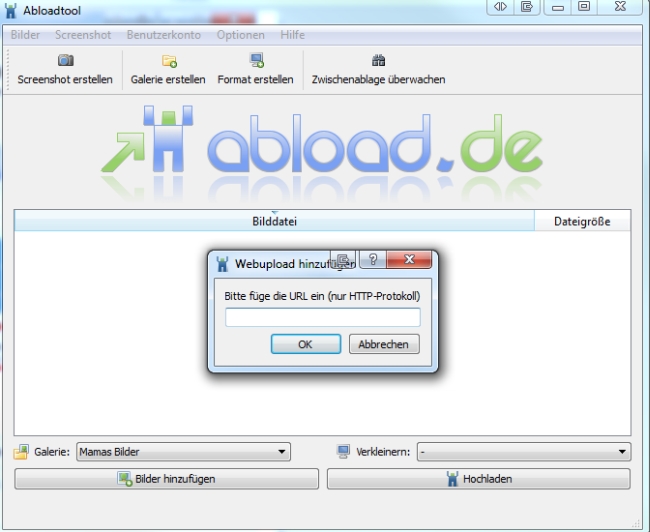 Abloadtool
Bilder Screenshot Benutzerkonto Optionen Hilfe
Screenshot erstellen Galerie erstellen Format erstellen Zwischenablage überwachen
abload.de
Bilddatei Dateigröße
Webupload hinzufügen
Bitte füge die URL ein (nur HTTP-Protokoll)
OK Abbrechen
Galerie: Mamas Bilder Verkleinern: -
Bilder hinzufügen Hochladen